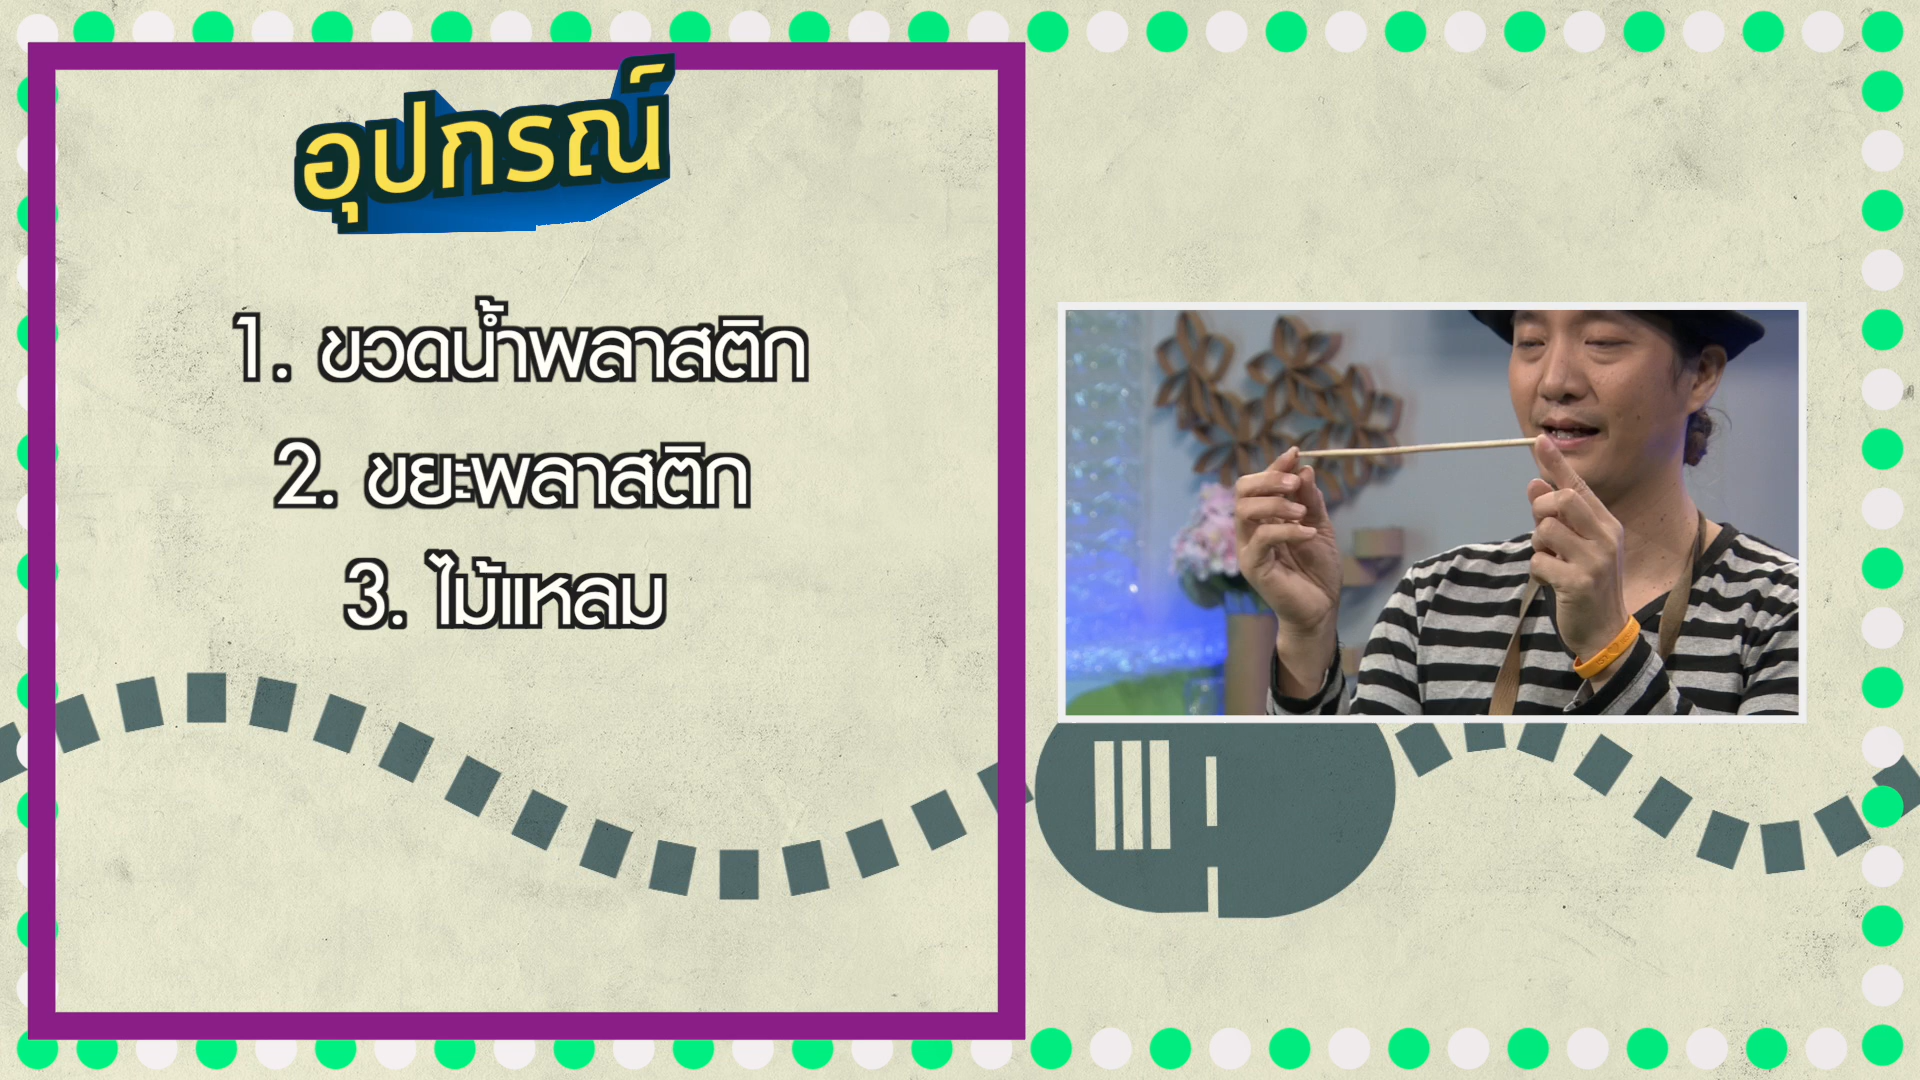 อุปกรณ์
1. ขวดน้ำพลาสติก
2. ขยะพลาสติก
3. ไม้แหลม